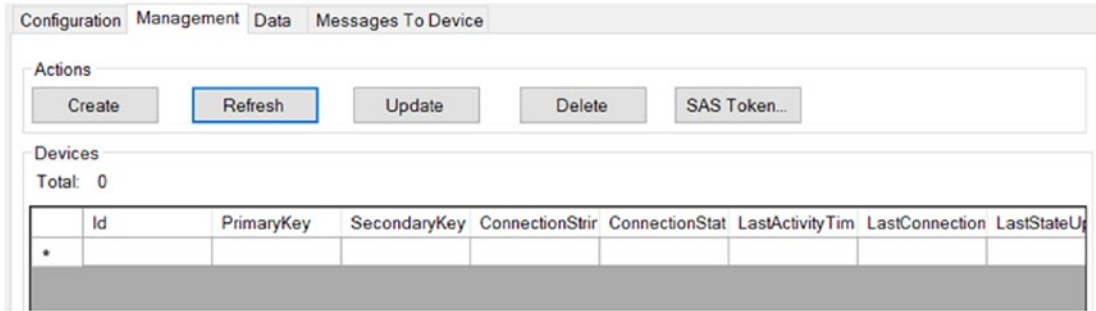 Configuration Management Data Messages To Device
Actions
Create Refresh Update Delete SAS Token...
Devices
Total: 0
Id PrimaryKey SecondaryKey ConnectionStrir ConnectionStat LastActivityTim LastConnection LastStateUp
*